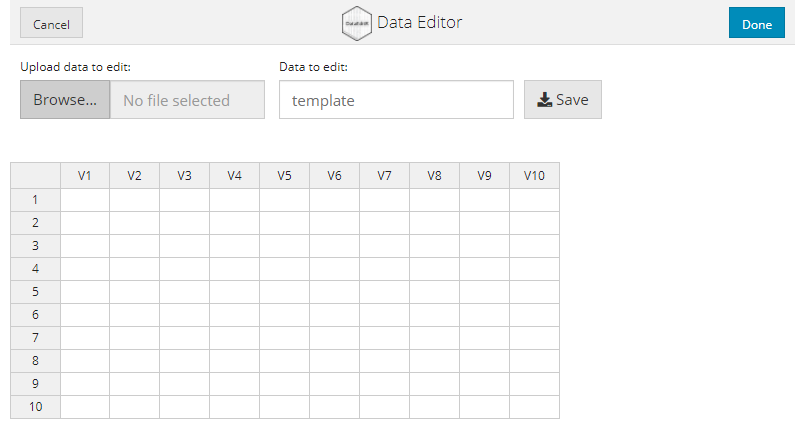 Cancel
Data Editor
Done
Upload data to edit:
Data to edit:
Browse...
No file selected
template
Save
V1 V2 V3 V4 V5 V6 V7 V8 V9 V10
1
2
3
4
5
6
7
8
9
10